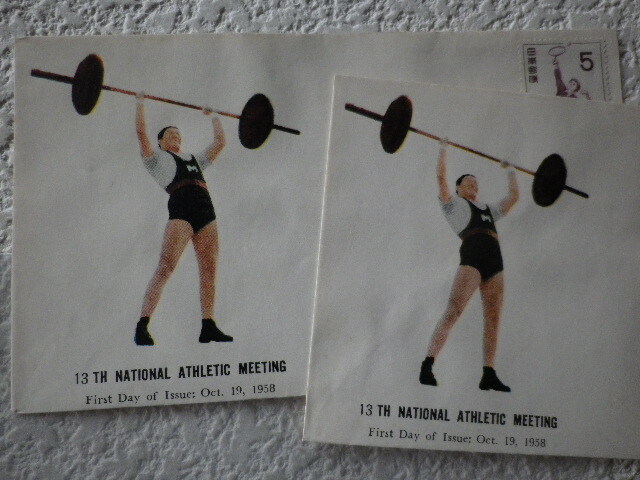 日本郵便
5
13 TH NATIONAL ATHLETIC MEETING
First Day of Issue: Oct. 19, 1958
13 TH NATIONAL ATHLETIC MEETING
First Day of Issue: Oct. 19, 1958